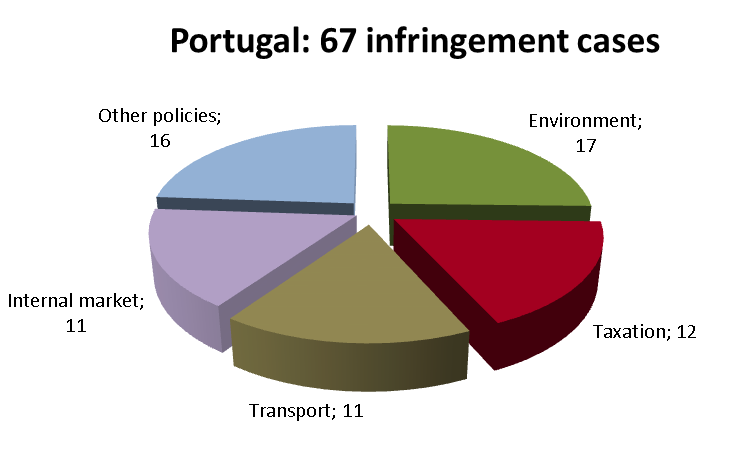 Portugal: 67 infringement cases
Other policies;
16
Environment;
17
Internal market;
11
Taxation; 12
Transport; 11